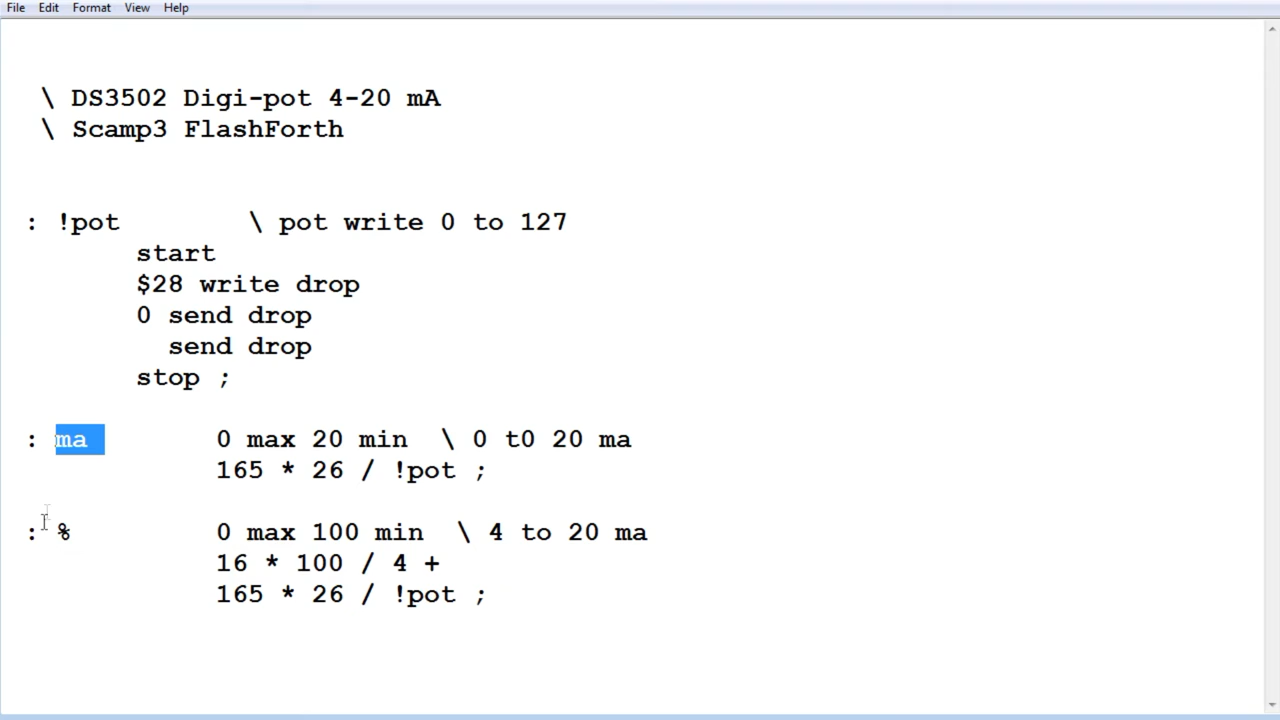 File Edit Format View Help
\ DS3502 Digi-pot 4-20 mA
\ Scamp3 FlashForth
: !pot \ pot write 0 to 127
start
$28 write drop
0 send drop
send drop
stop ;
: ma 0 max 20 min \ 0 t0 20 ma
165 * 26 / !pot ;
: % 0 max 100 min \ 4 to 20 ma
16 * 100 / 4 +
165 * 26 / !pot ;